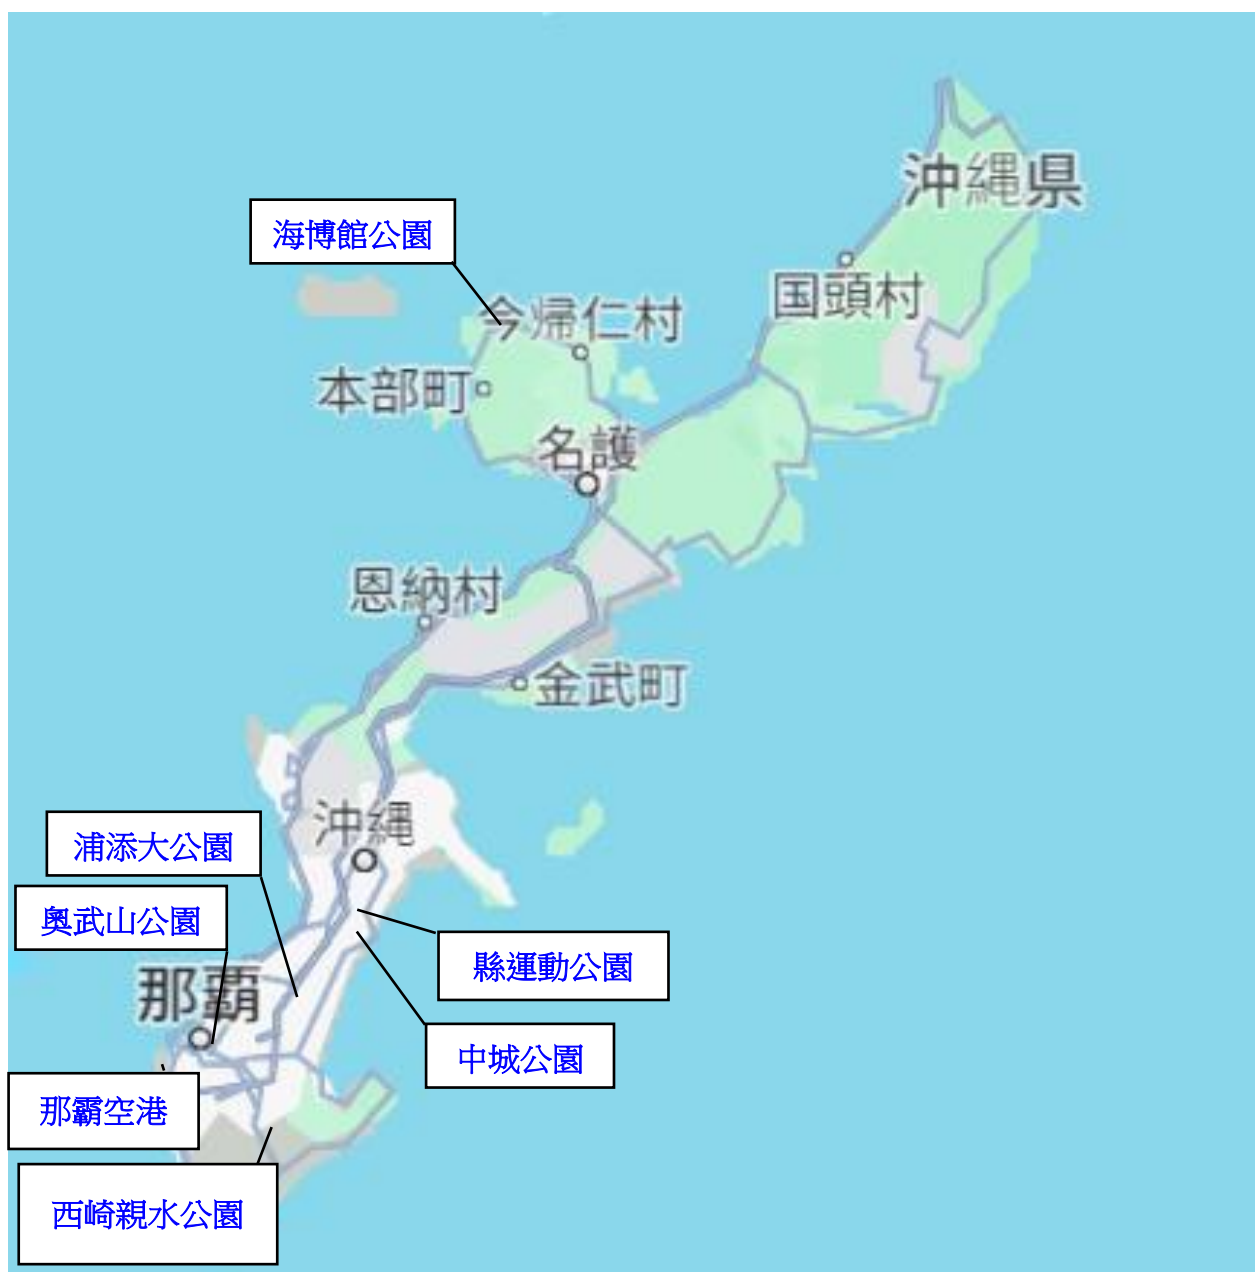 沖縄県
海博館公園
国頭村
今帰仁村
本部町
名護
恩納村
金武町
沖縄
浦添大公園
奧武山公園
縣運動公園
那覇
中城公園
那霸空港
西崎親水公園